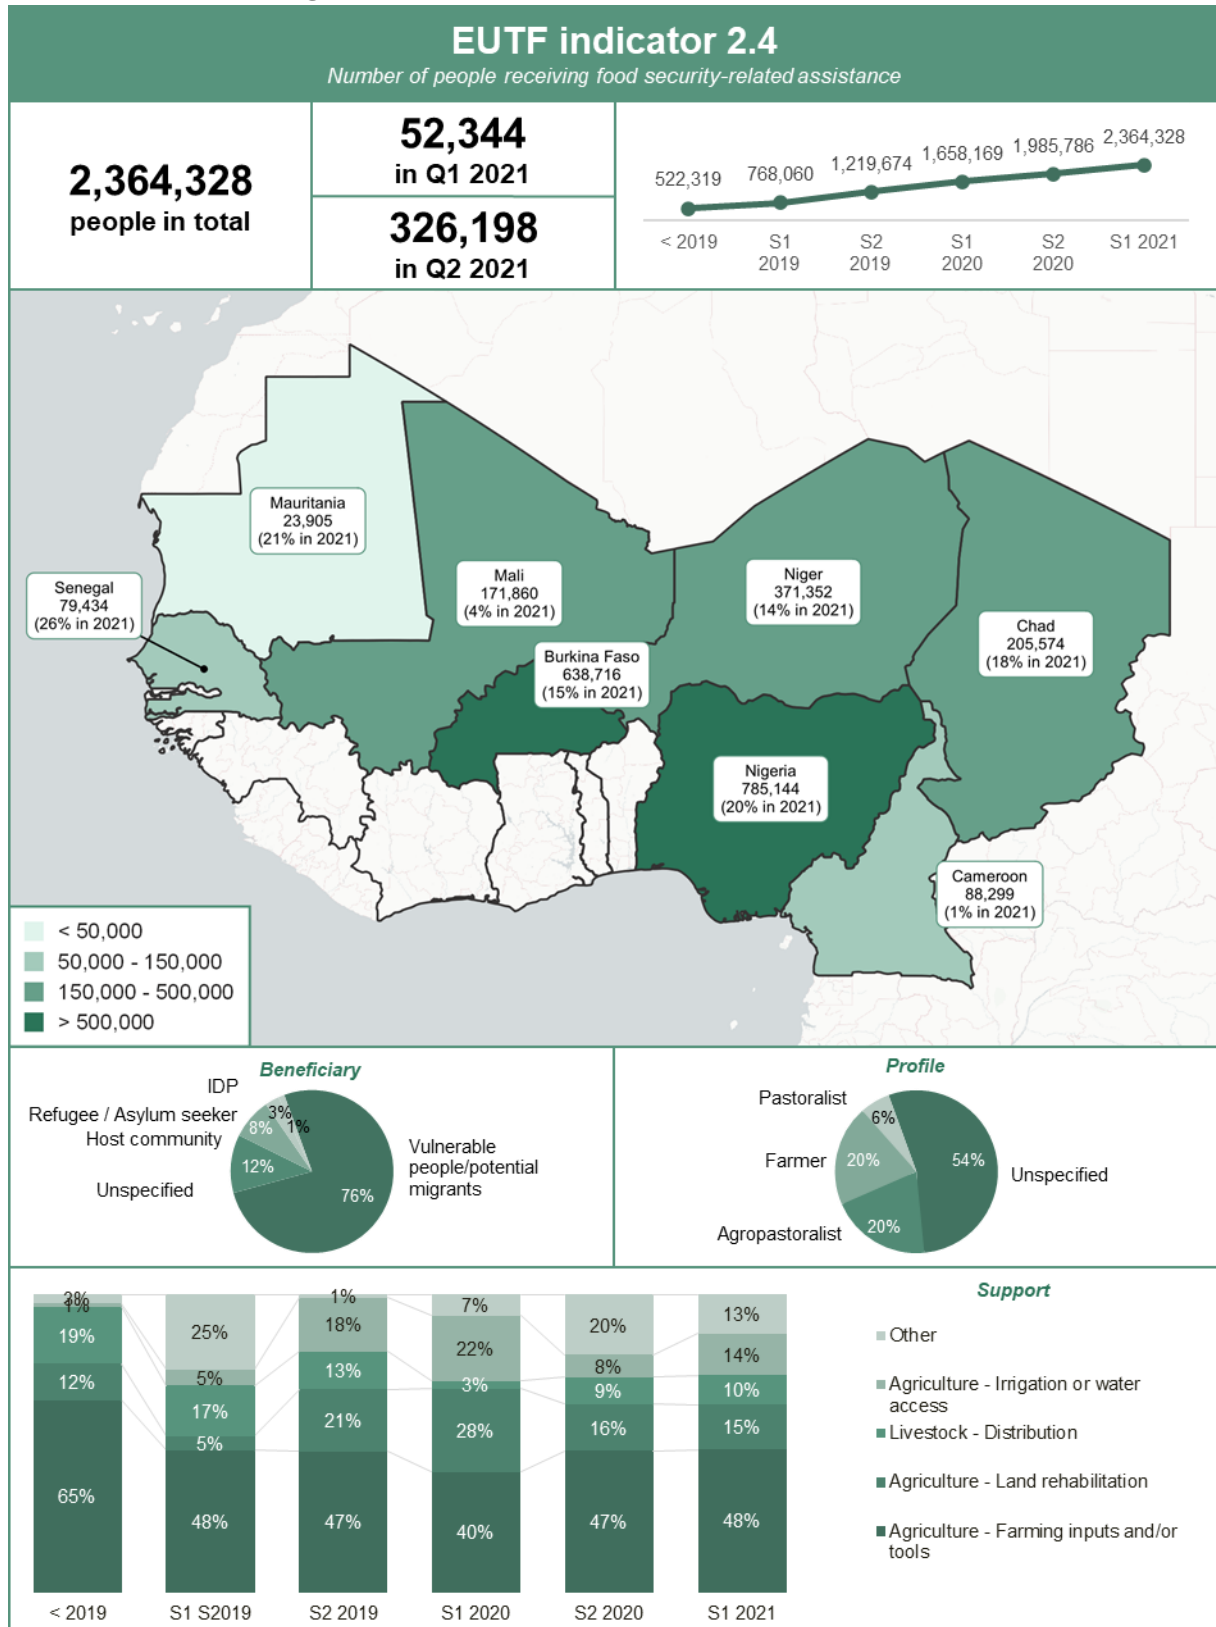 EUTF indicator 2.4
Number of people receiving food security-related assistance
2,364,328
people in total
52,344
in Q1 2021
326,198
in Q2 2021
522,319
768,060
1,219,674
1,658,169
1,985,786
2,364,328
< 2019
S1
2019
S2
2019
S1
2020
S2
2020
S1 2021
Mauritania
23,905
(21% in 2021)
Senegal
79,434
(26% in 2021)
Mali
171,860
(4% in 2021)
Niger
371,352
(14% in 2021)
Chad
205,574
(18% in 2021)
Burkina Faso
638,716
(15% in 2021)
Nigeria
785,144
(20% in 2021)
Cameroon
88,299
(1% in 2021)
< 50,000
50,000 - 150,000
150,000 - 500,000
> 500,000
Beneficiary
IDP
Refugee / Asylum seeker
Host community
Unspecified
3%
1%
8%
12%
76%
Vulnerable
people/potential
migrants
Profile
Pastoralist
Farmer
Agropastoralist
6%
20%
20%
54%
Unspecified
3%
1%
19%
12%
65%
25%
5%
17%
5%
48%
1%
18%
13%
21%
47%
7%
22%
3%
28%
40%
20%
8%
9%
16%
47%
13%
14%
10%
15%
48%
< 2019
S1 S2019
S2 2019
S1 2020
S2 2020
S1 2021
Support
Other
Agriculture - Irrigation or water
access
Livestock - Distribution
Agriculture - Land rehabilitation
Agriculture - Farming inputs and/or
tools